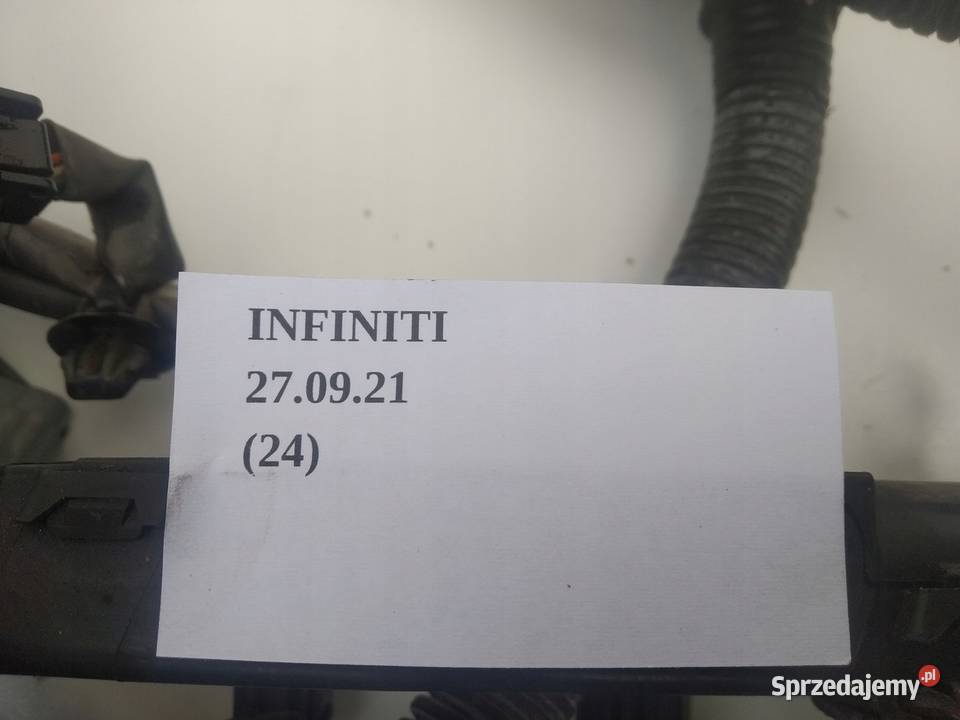 INFINITI
27.09.21
(24)
Sprzedajemy.pl